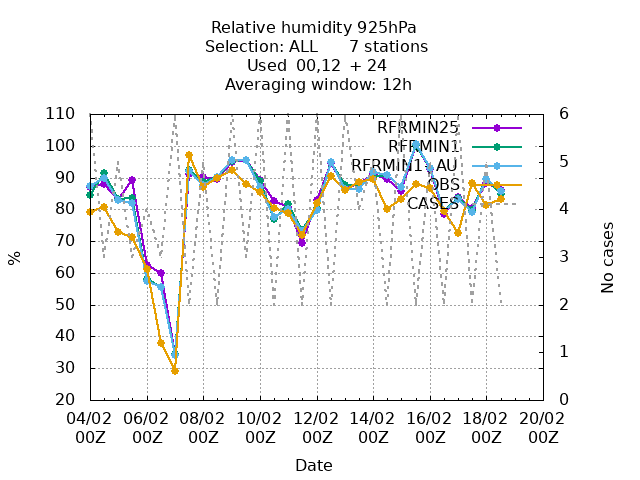 Relative humidity 925hPa
Selection: ALL 7 stations
Used 00,12 + 24
Averaging window: 12h
RFRMIN25
RFRMIN1
RFRMIN1_AU
OBS
CASES
110
100
90
80
70
60
50
40
30
20
6
5
4
3
2
1
0
%
No cases
04/02 06/02 08/02 10/02 12/02 14/02 16/02 18/02 20/02
00Z 00Z 00Z 00Z 00Z 00Z 00Z 00Z 00Z
Date